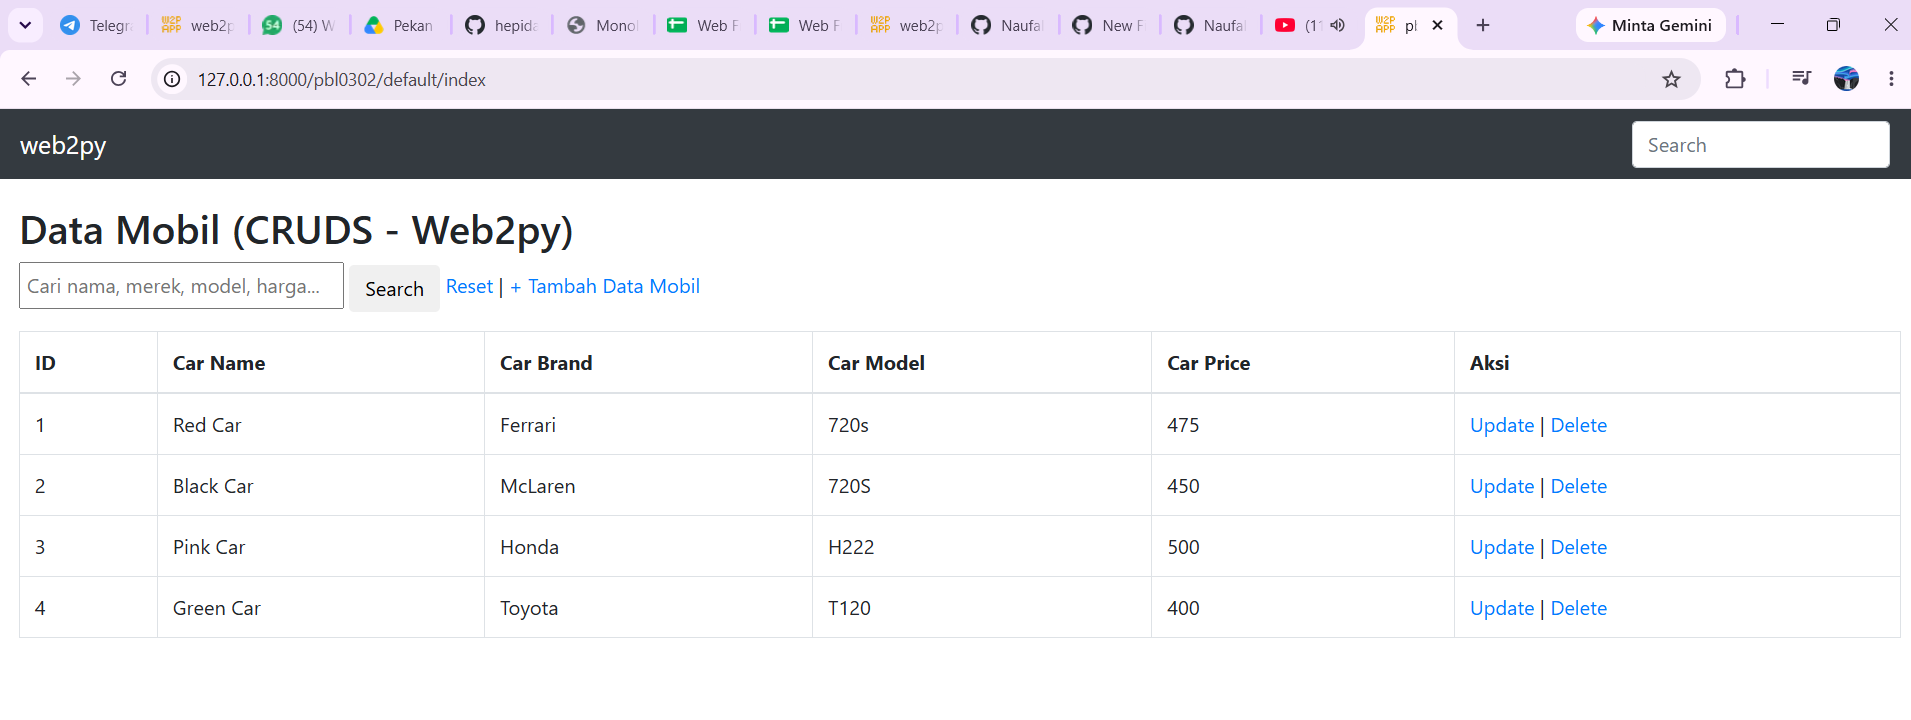 Telegr web2p (54) W Pekan hepida Monol Web F Web F web2p Naufal New F Naufal (11 pl Minta Gemini
127.0.0.1:8000/pbl0302/default/index
web2py Search
Data Mobil (CRUDS - Web2py)
Cari nama, merek, model, harga... Search Reset | + Tambah Data Mobil
ID Car Name Car Brand Car Model Car Price Aksi
1 Red Car Ferrari 720s 475 Update | Delete
2 Black Car McLaren 720S 450 Update | Delete
3 Pink Car Honda H222 500 Update | Delete
4 Green Car Toyota T120 400 Update | Delete